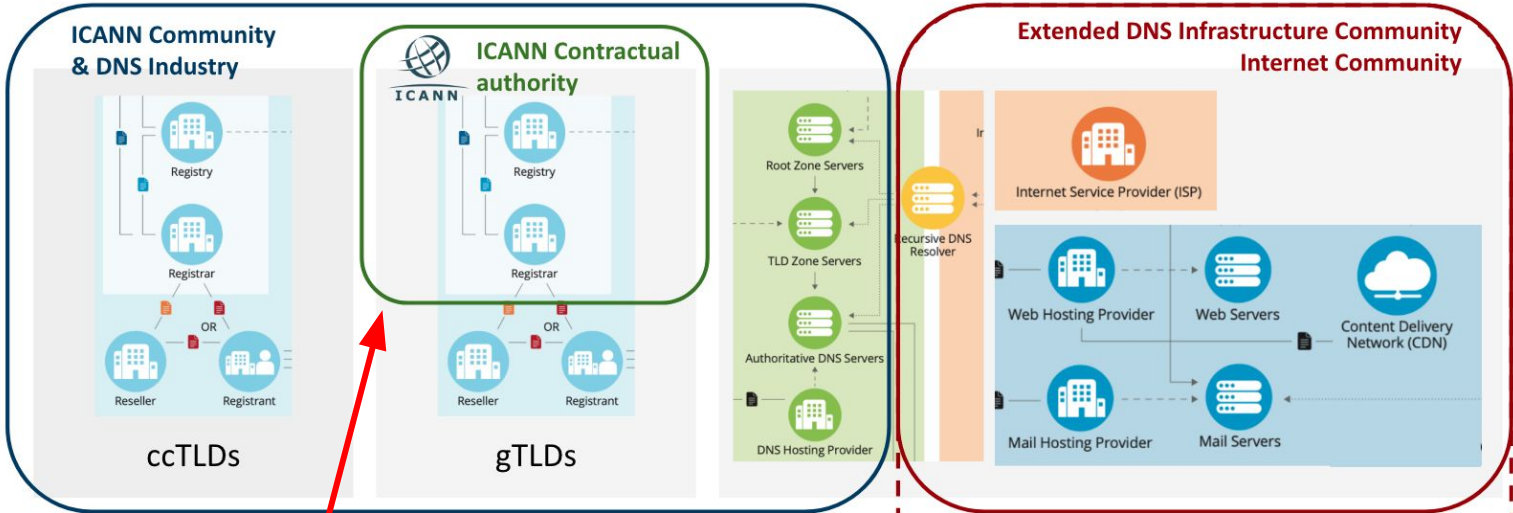 ICANN Community
& DNS Industry
Registry
Registrar
OR
Reseller
Registrant
ccTLDs
ICANN
ICANN Contractual
authority
Registry
Registrar
OR
Reseller
Registrant
gTLDs
Root Zone Servers
TLD Zone Servers
Authoritative DNS Servers
DNS Hosting Provider
Recursive DNS
Resolver
Extended DNS Infrastructure Community
Internet Community
Internet Service Provider (ISP)
Web Hosting Provider
Web Servers
Content Delivery
Network (CDN)
Mail Hosting Provider
Mail Servers